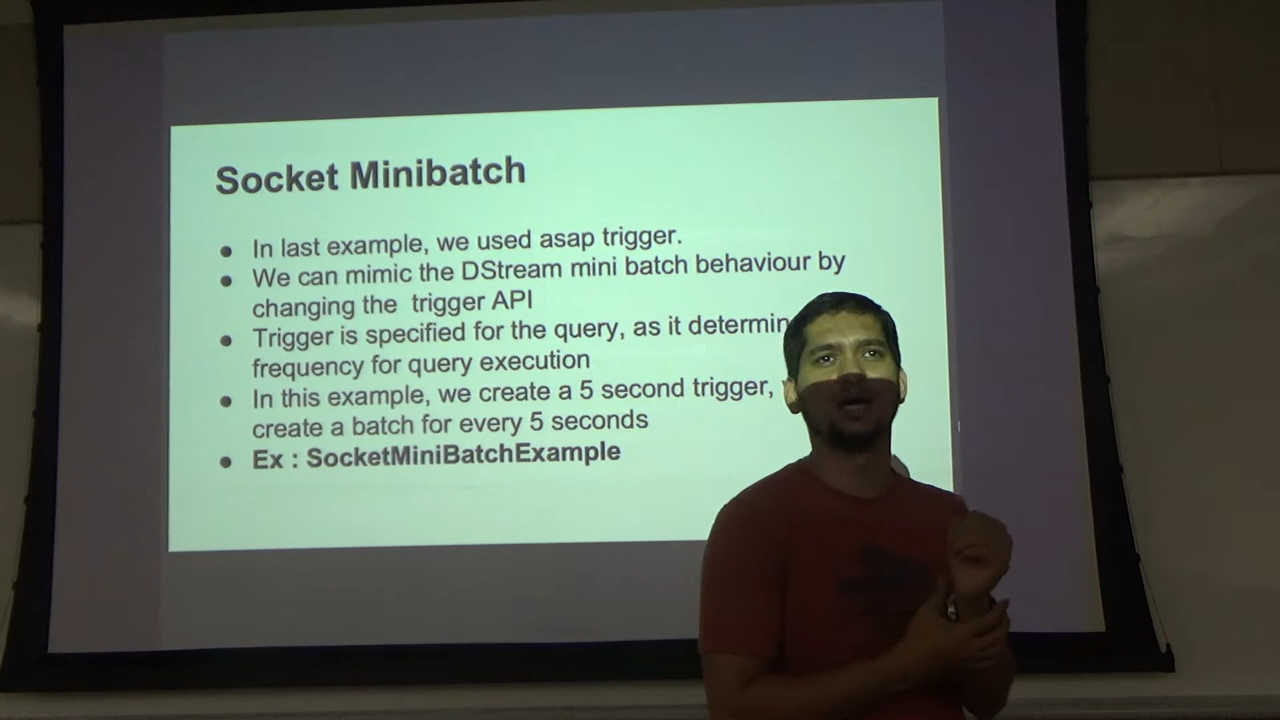 Socket Minibatch
● In last example, we used asap trigger.
● We can mimic the DStream mini batch behaviour by
changing the trigger API
● Trigger is specified for the query, as it
frequency for query execution
● In this example, we create a 5 second trigger,
create a batch for every 5 seconds
● Ex : SocketMiniBatchExample